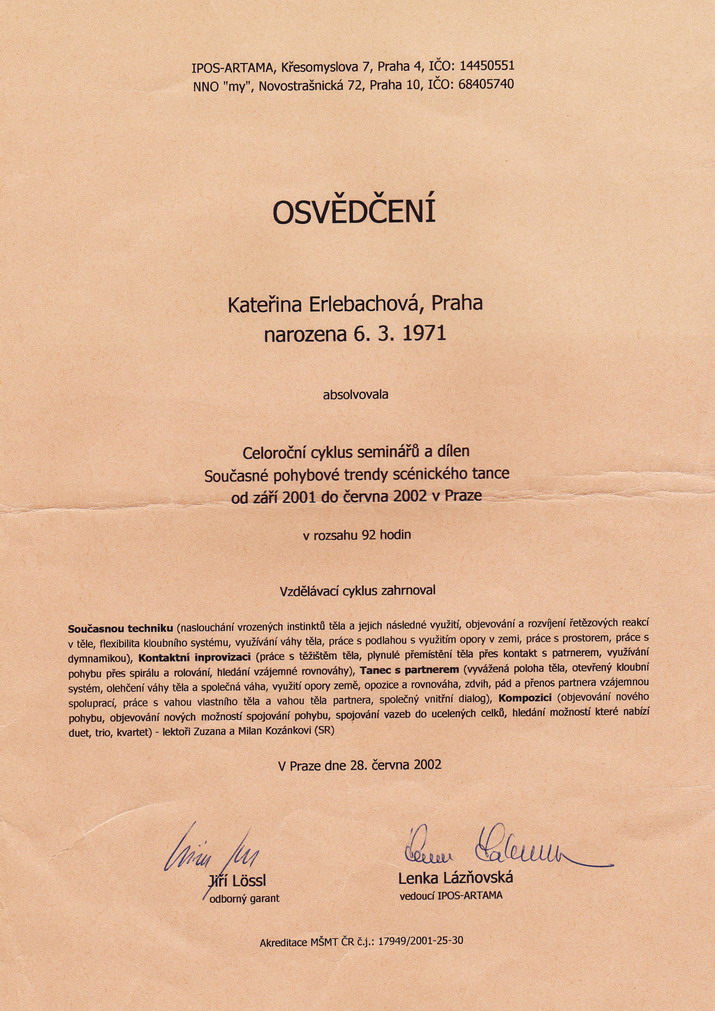 IPOS-ARTAMA, Křesomyslova 7, Praha 4, IČO: 14450551
NNO "my", Novostrašnická 72, Praha 10, IČO: 68405740
OSVĚDČENÍ
Kateřina Erlebachová, Praha
narozena 6. 3. 1971
absolvovala
Celoroční cyklus seminářů a dílen
Současné pohybové trendy scénického tance
od září 2001 do června 2002 v Praze
v rozsahu 92 hodin
Vzdělávací cyklus zahrnoval
Současnou techniku (naslouchání vrozených instinktů těla a jejich následné využití, objevování a rozvíjení řetězových reakcí
v těle, flexibilita kloubního systému, využívání váhy těla, práce s podlahou s využitím opory v zemi, práce s prostorem, práce s
dymnamikou), Kontaktní inprovizaci (práce s těžištěm těla, plynulé přemístění těla přes kontakt s patrnerem, využívání
pohybu přes spirálu a rolování, hledání vzájemné rovnováhy), Tanec s partnerem (vyvážená poloha těla, otevřený kloubní
systém, olehčení váhy těla a společná váha, využití opory země, opozice a rovnováha, zdvih, pád a přenos partnera vzájemnou
spoluprací, práce s vahou vlastního těla a vahou těla partnera, společný vnitřní dialog), Kompozici (objevování nového
pohybu, objevování nových možností spojování pohybu, spojování vazeb do ucelených celků, hledání možností které nabízí
duet, trio, kvartet) - lektoři Zuzana a Milan Kozánkovi (SR)
V Praze dne 28. června 2002
Jiří Lössl
odborný garant
Lenka Lázňovská
vedoucí IPOS-ARTAMA
Akreditace MŠMT ČR č.j.: 17949/2001-25-30